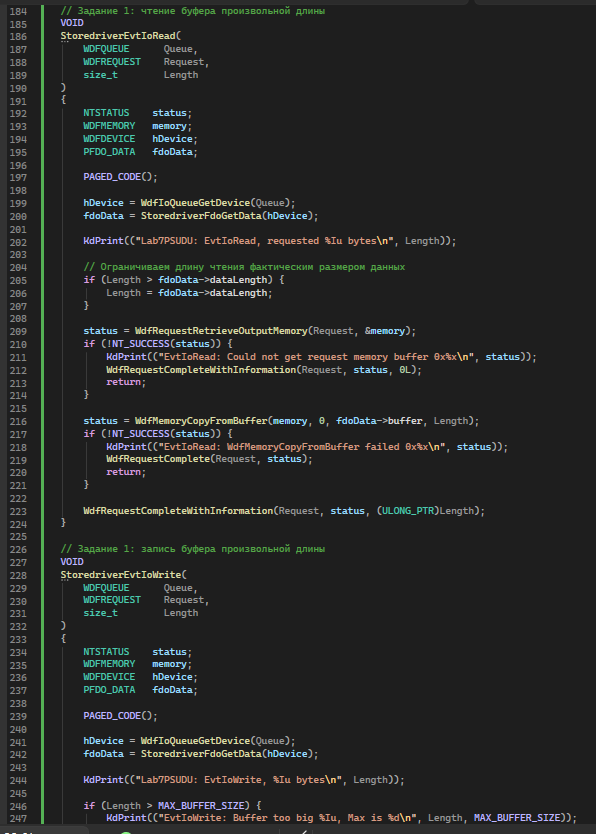 184 // Задание 1: чтение буфера произвольной длины
185 VOID
186 StoredriverEvtIoRead(
187 WDFQUEUE Queue,
188 WDFREQUEST Request,
189 size_t Length
190 )
191 {
192 NTSTATUS status;
193 WDFMEMORY memory;
194 WDFDEVICE hDevice;
195 PFDO_DATA fdoData;
196
197 PAGED_CODE();
198
199 hDevice = WdfIoQueueGetDevice(Queue);
200 fdoData = StoredriverFdoGetData(hDevice);
201
202 KdPrint(("Lab7PSUDU: EvtIoRead, requested %Iu bytes\n", Length));
203
204 // Ограничиваем длину чтения фактическим размером данных
205 if (Length > fdoData->dataLength) {
206 Length = fdoData->dataLength;
207 }
208
209 status = WdfRequestRetrieveOutputMemory(Request, &memory);
210 if (!NT_SUCCESS(status)) {
211 KdPrint(("EvtIoRead: Could not get request memory buffer 0x%x\n", status));
212 WdfRequestCompleteWithInformation(Request, status, 0L);
213 return;
214 }
215
216 status = WdfMemoryCopyFromBuffer(memory, 0, fdoData->buffer, Length);
217 if (!NT_SUCCESS(status)) {
218 KdPrint(("EvtIoRead: WdfMemoryCopyFromBuffer failed 0x%x\n", status));
219 WdfRequestComplete(Request, status);
220 return;
221 }
222
223 WdfRequestCompleteWithInformation(Request, status, (ULONG_PTR)Length);
224 }
225
226 // Задание 1: запись буфера произвольной длины
227 VOID
228 StoredriverEvtIoWrite(
229 WDFQUEUE Queue,
230 WDFREQUEST Request,
231 size_t Length
232 )
233 {
234 NTSTATUS status;
235 WDFMEMORY memory;
236 WDFDEVICE hDevice;
237 PFDO_DATA fdoData;
238
239 PAGED_CODE();
240
241 hDevice = WdfIoQueueGetDevice(Queue);
242 fdoData = StoredriverFdoGetData(hDevice);
243
244 KdPrint(("Lab7PSUDU: EvtIoWrite, %Iu bytes\n", Length));
245
246 if (Length > MAX_BUFFER_SIZE) {
247 KdPrint(("EvtIoWrite: Buffer too big %Iu, Max is %d\n", Length, MAX_BUFFER_SIZE));